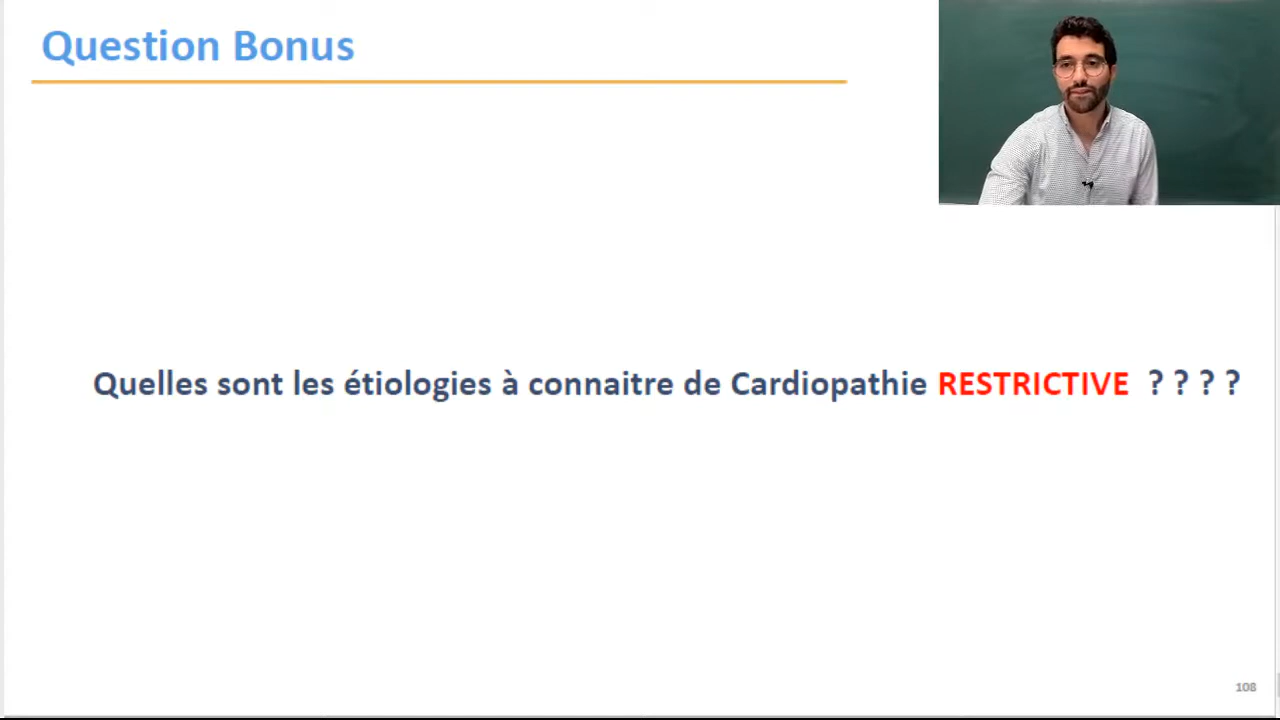 Question Bonus
Quelles sont les étiologies à connaitre de Cardiopathie RESTRICTIVE ? ? ? ?
108